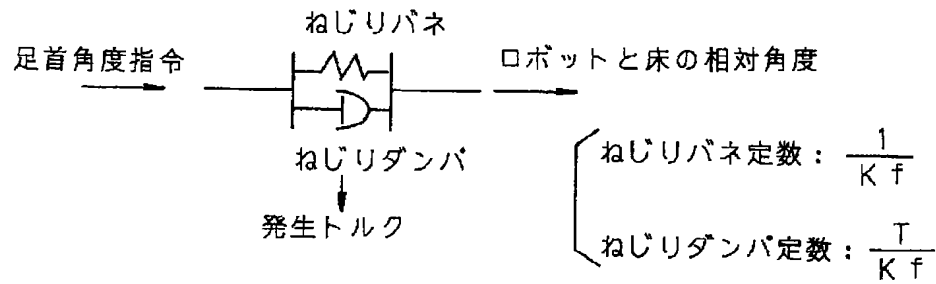 ねじりバネ
足首角度指令
ロボットと床の相対角度
ねじりダンパ
発生トルク
ねじりバネ定数: 1/Kf
ねじりダンパ定数: T/Kf